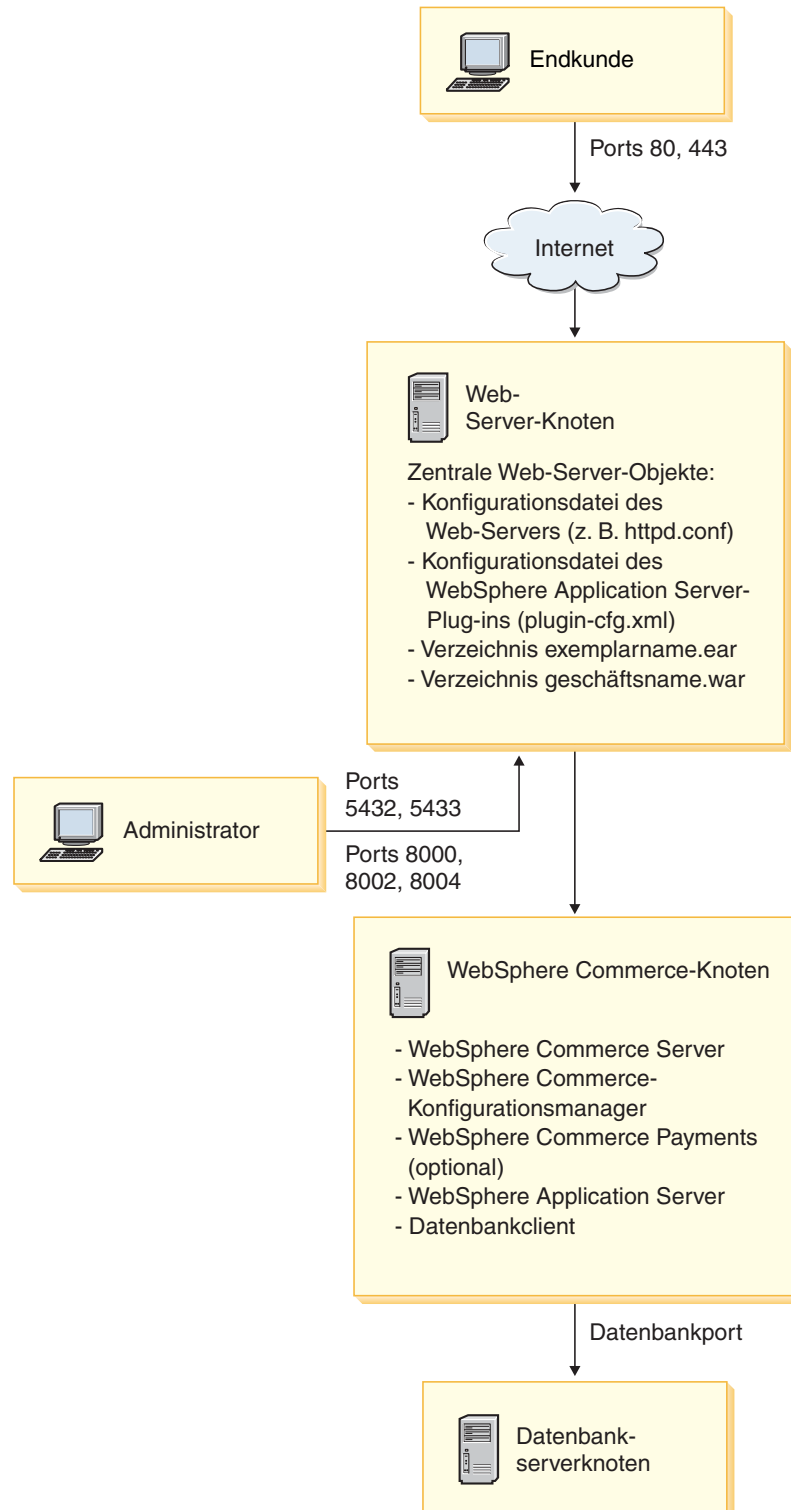 Endkunde
Ports 80, 443
Internet
Web-
Server-Knoten
Zentrale Web-Server-Objekte:
- Konfigurationsdatei des
Web-Servers (z. B. httpd.conf)
- Konfigurationsdatei des
WebSphere Application Server-
Plug-ins (plugin-cfg.xml)
- Verzeichnis exemplarname.ear
- Verzeichnis geschäftsname.war
Administrator
Ports
5432, 5433
Ports 8000,
8002, 8004
WebSphere Commerce-Knoten
- WebSphere Commerce Server
- WebSphere Commerce-
Konfigurationsmanager
- WebSphere Commerce Payments
(optional)
- WebSphere Application Server
- Datenbankclient
Datenbankport
Datenbank-
serverknoten